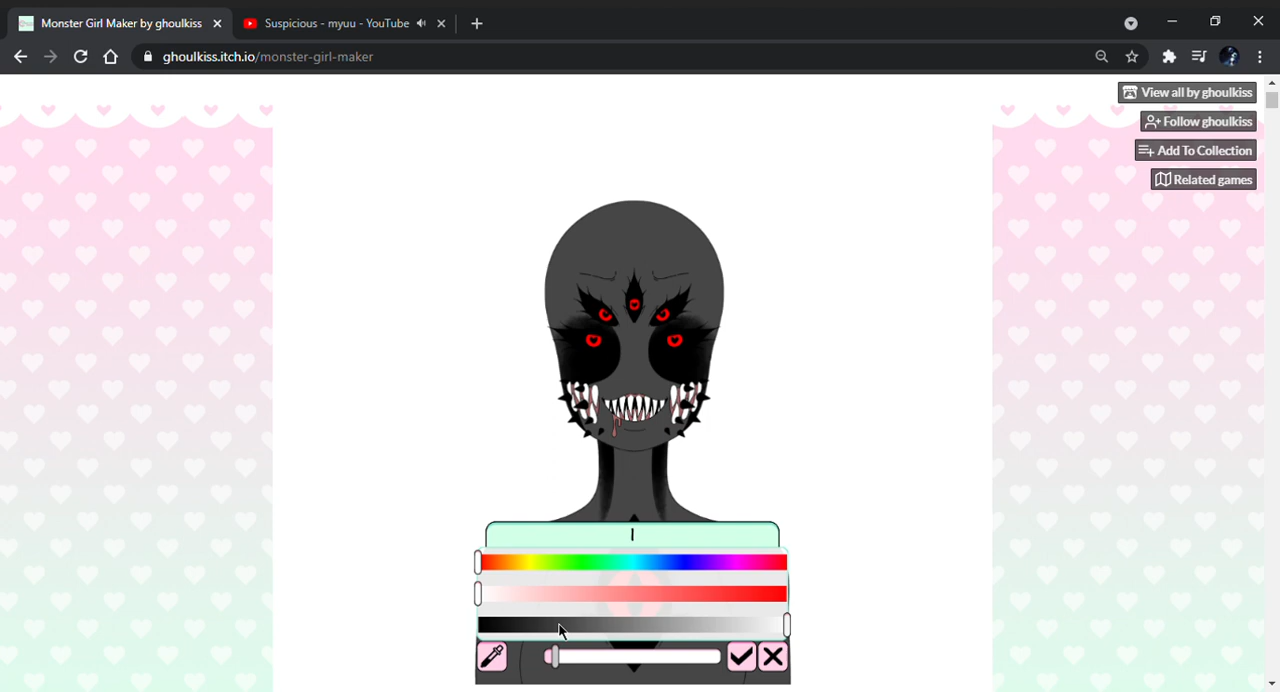 Monster Girl Maker by ghoulkiss
Suspicious - myuu - YouTube
ghoulkiss.itch.io/monster-girl-maker
View all by ghoulkiss
Follow ghoulkiss
Add To Collection
Related games